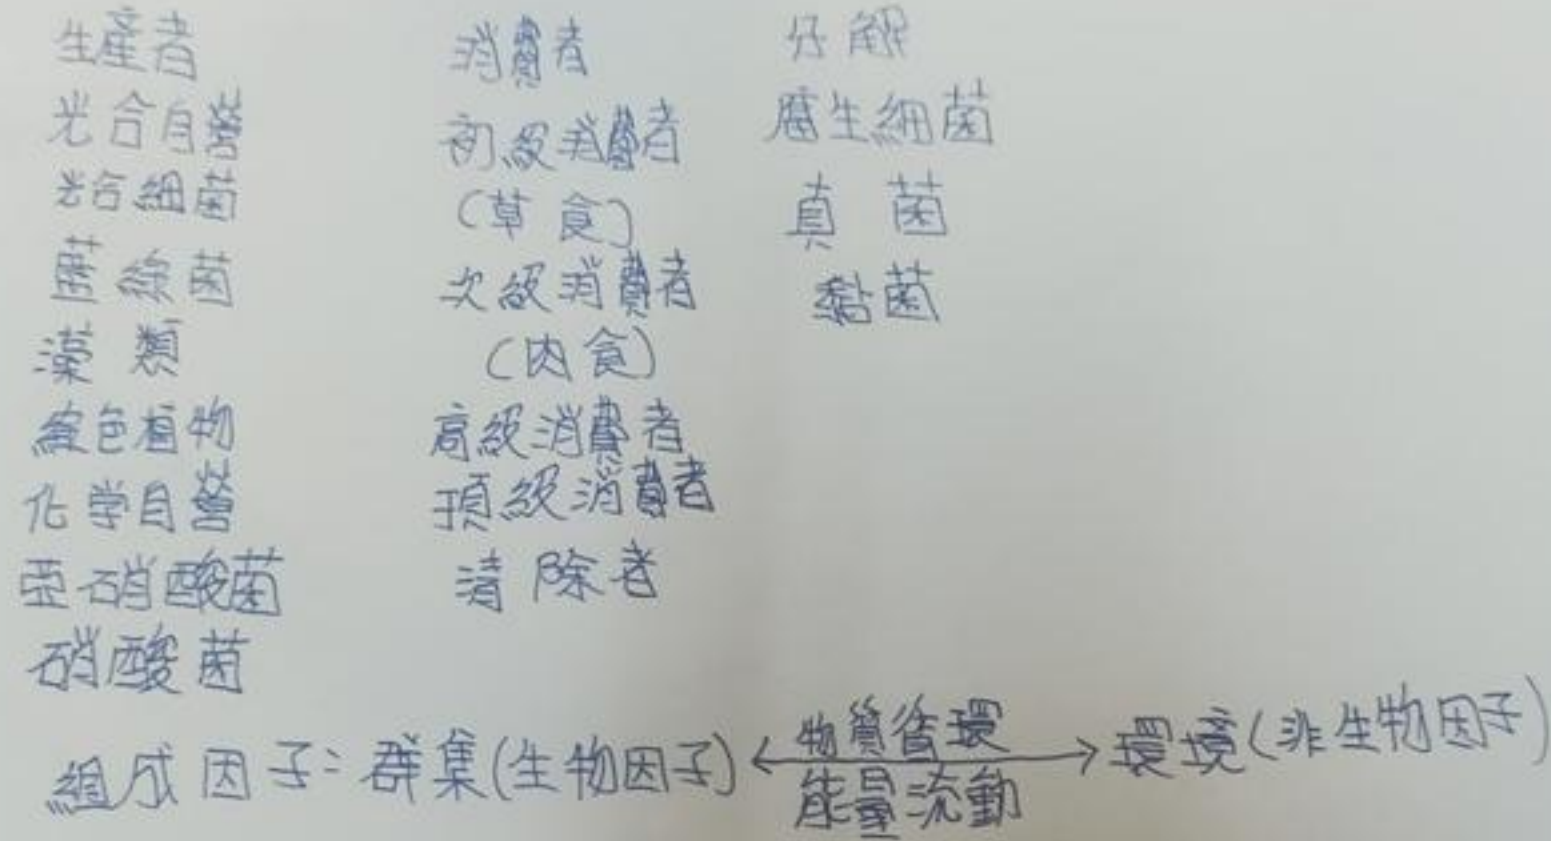 生產者
光合自營
光合細菌
藍綠菌
藻類
綠色植物
化学自營
亞硝酸菌
硝酸菌
消費者
初級消費者
(草食)
次級消費者
(肉食)
高級消費者
頂級消費者
清除者
分解
腐生細菌
真菌
黏菌
組成因子:群集(生物因子)
物質循環
能量流動
環境(非生物因子)